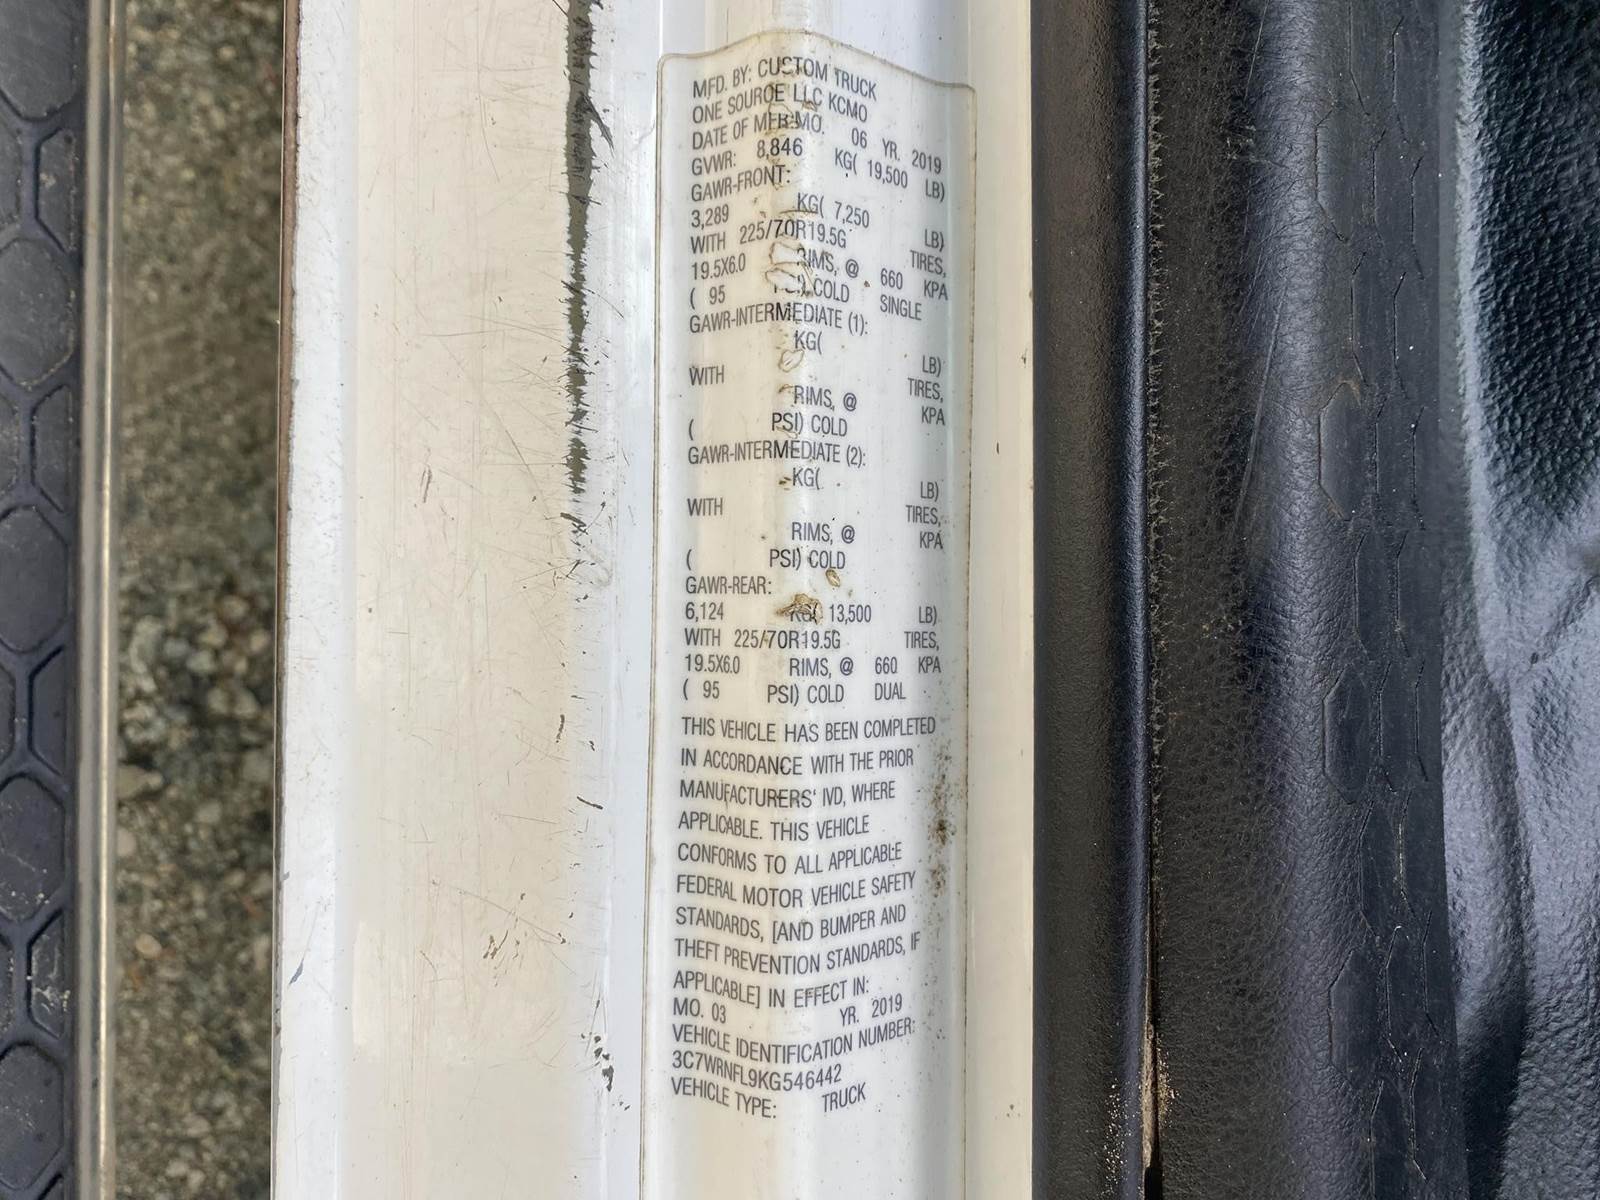 MFD. BY: CUSTOM TRUCK
ONE SOURCE LLC KCMO
DATE OF MFR-MO. 06 YR. 2019
GVWR: 8,846 KG( 19,500 LB)
GAWR-FRONT:
3,289 KG( 7,250 LB)
WITH 225/70R19.5G TIRES,
19.5X6.0 RIMS, @ 660 KPA
( 95 PSI) COLD SINGLE
GAWR-INTERMEDIATE (1):
KG( LB)
WITH TIRES,
RIMS, @ KPA
( PSI) COLD
GAWR-INTERMEDIATE (2):
KG( LB)
WITH TIRES,
RIMS, @ KPA
( PSI) COLD
GAWR-REAR:
6,124 KG( 13,500 LB)
WITH 225/70R19.5G TIRES,
19.5X6.0 RIMS, @ 660 KPA
( 95 PSI) COLD DUAL
THIS VEHICLE HAS BEEN COMPLETED
IN ACCORDANCE WITH THE PRIOR
MANUFACTURERS' IVD, WHERE
APPLICABLE. THIS VEHICLE
CONFORMS TO ALL APPLICABLE
FEDERAL MOTOR VEHICLE SAFETY
STANDARDS, [AND BUMPER AND
THEFT PREVENTION STANDARDS, IF
APPLICABLE] IN EFFECT IN:
MO. 03 YR. 2019
VEHICLE IDENTIFICATION NUMBER:
3C7WRNFL9KG546442
VEHICLE TYPE: TRUCK